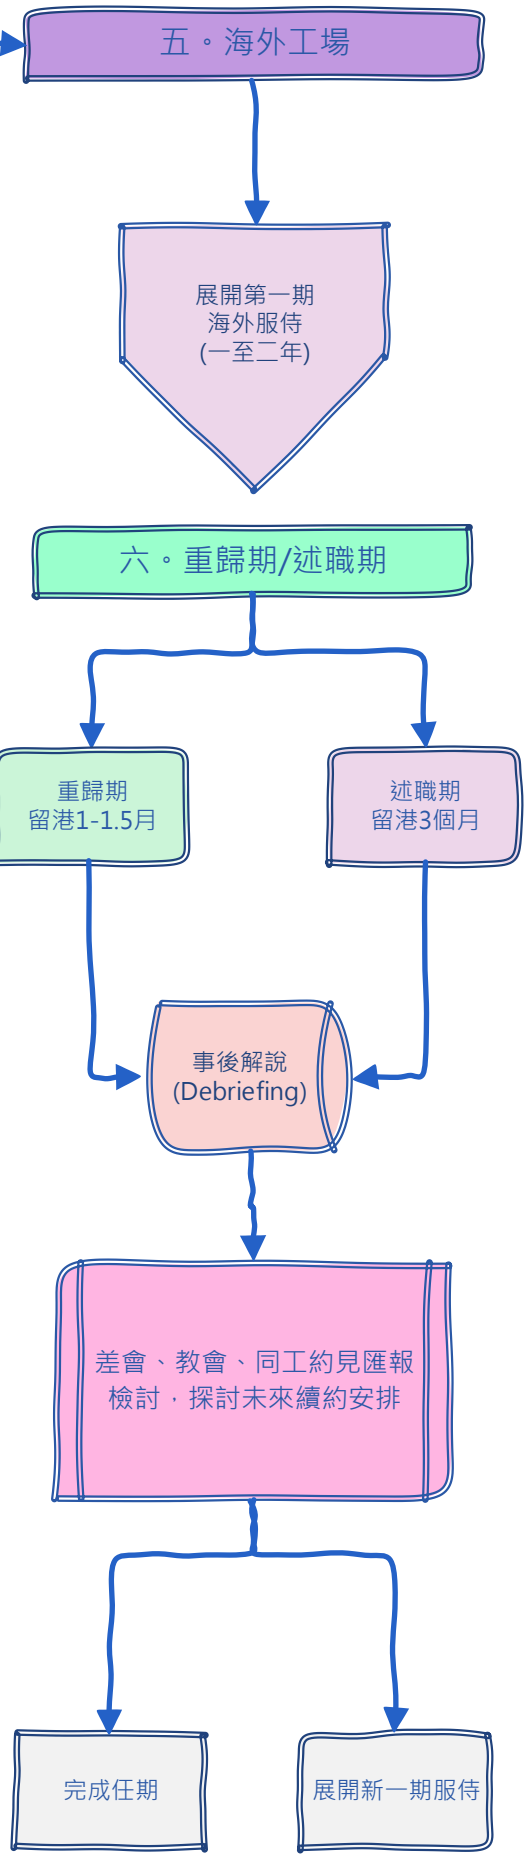 五。海外工場
展開第一期
海外服侍
(一至二年)
六。重歸期/述職期
重歸期
留港1-1.5月
述職期
留港3個月
事後解說
(Debriefing)
差會、教會、同工約見匯報
檢討，探討未來續約安排
完成任期
展開新一期服侍